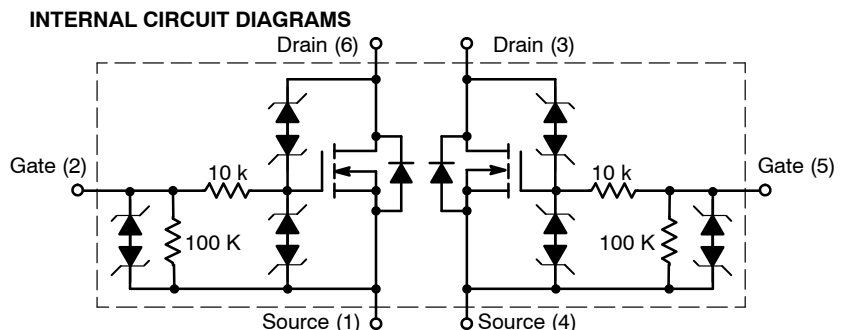 INTERNAL CIRCUIT DIAGRAMS
Drain (6)
Drain (3)
Gate (2)
10 k
10 k
Gate (5)
100 K
100 K
Source (1)
Source (4)